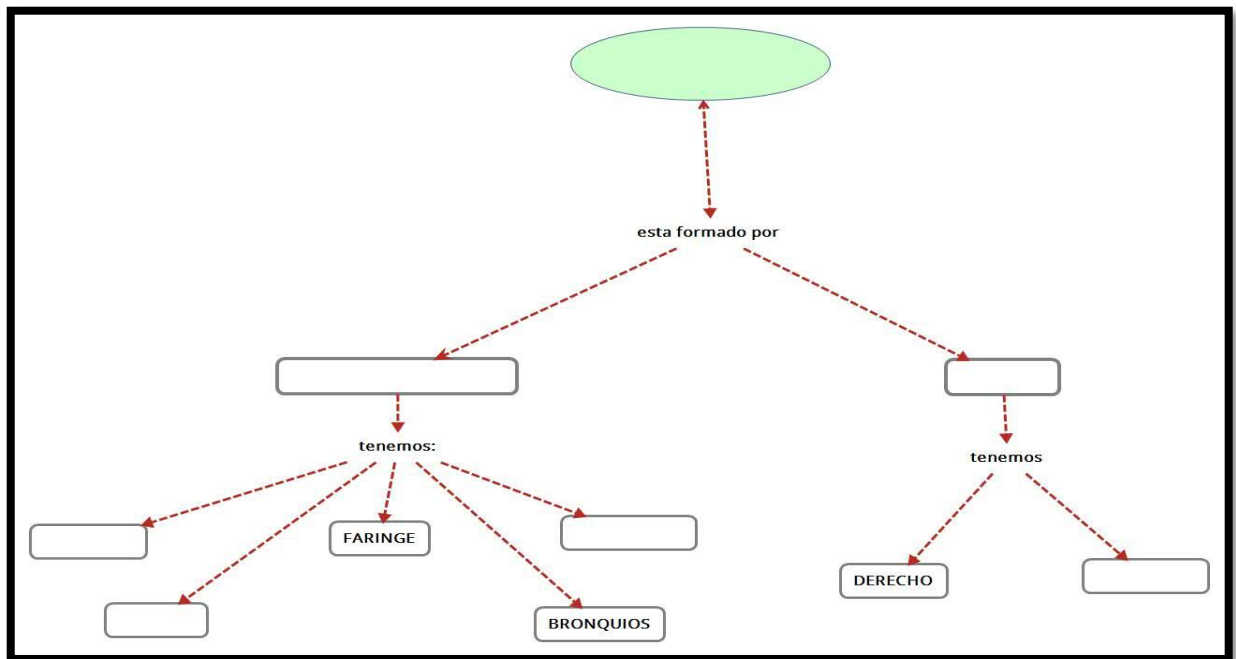 esta formado por
tenemos:
tenemos
FARINGE
DERECHO
BRONQUIOS